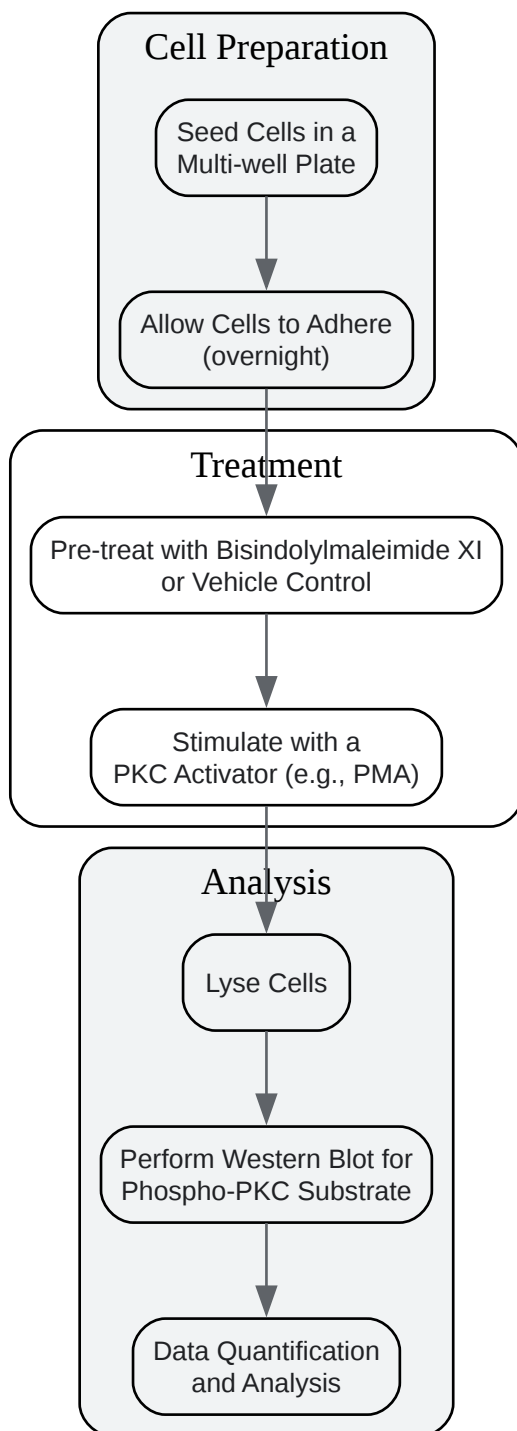 Cell Preparation
Seed Cells in a
Multi-well Plate
Allow Cells to Adhere
(overnight)
Treatment
Pre-treat with Bisindolylmaleimide XI
or Vehicle Control
Stimulate with a
PKC Activator (e.g., PMA)
Analysis
Lyse Cells
Perform Western Blot for
Phospho-PKC Substrate
Data Quantification
and Analysis